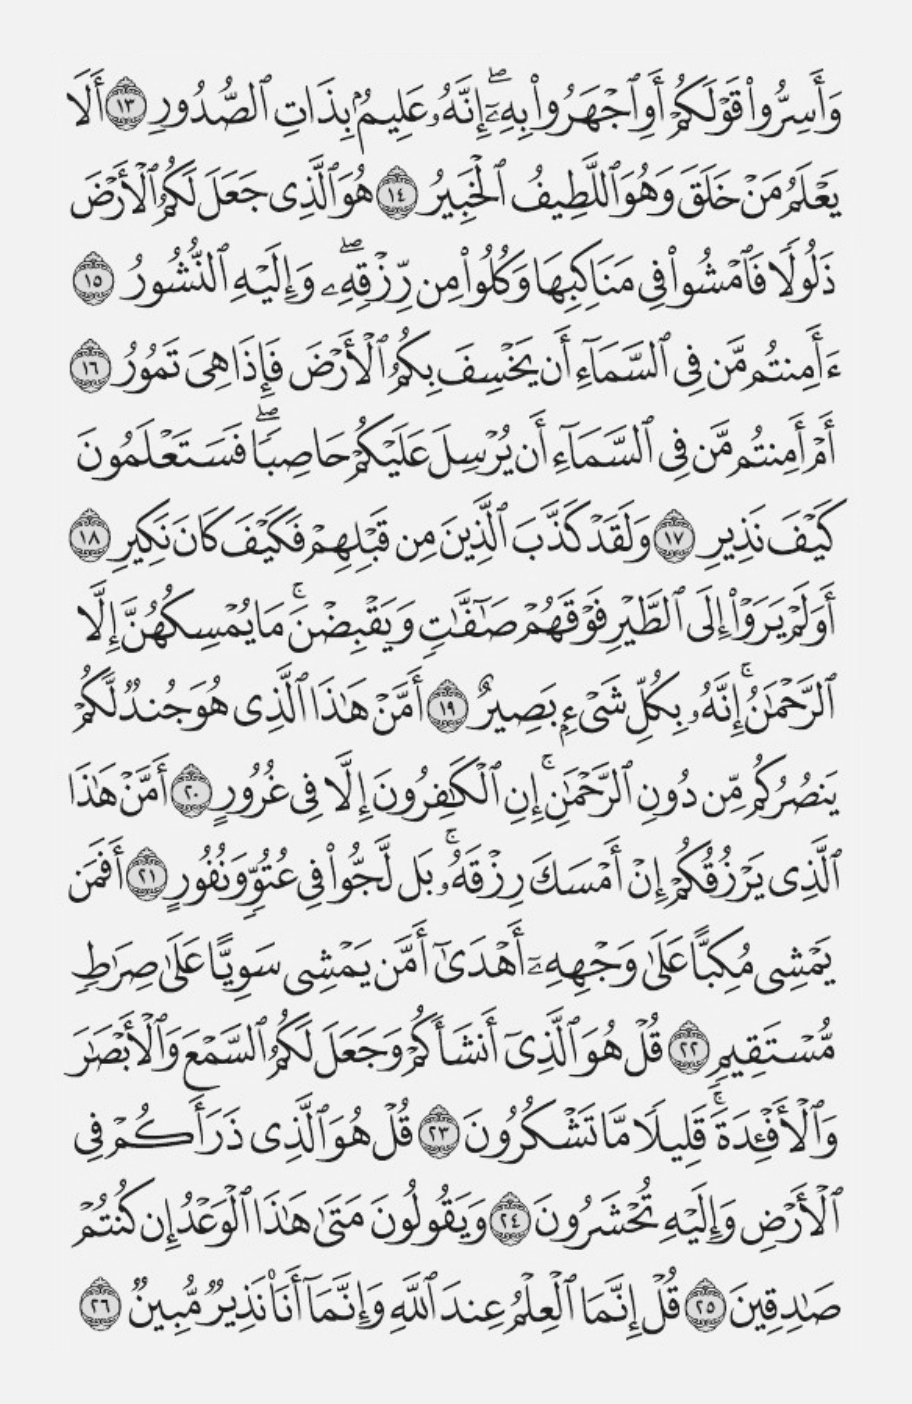 وَأَسِرُّوا۟ قَوْلَكُمْ أَوِ ٱجْهَرُوا۟ بِهِۦٓ ۖ إِنَّهُۥ عَلِيمٌۢ بِذَاتِ ٱلصُّدُورِ ١٣ أَلَا
يَعْلَمُ مَنْ خَلَقَ وَهُوَ ٱللَّطِيفُ ٱلْخَبِيرُ ١٤ هُوَ ٱلَّذِى جَعَلَ لَكُمُ ٱلْأَرْضَ
ذَلُولًا فَٱمْشُوا۟ فِى مَنَاكِبِهَا وَكُلُوا۟ مِن رِّزْقِهِۦ ۖ وَإِلَيْهِ ٱلنُّشُورُ ١٥
ءَأَمِنتُم مَّن فِى ٱلسَّمَآءِ أَن يَخْسِفَ بِكُمُ ٱلْأَرْضَ فَإِذَا هِىَ تَمُورُ ١٦
أَمْ أَمِنتُم مَّن فِى ٱلسَّمَآءِ أَن يُرْسِلَ عَلَيْكُمْ حَاصِبًا ۖ فَسَتَعْلَمُونَ
كَيْفَ نَذِيرِ ١٧ وَلَقَدْ كَذَّبَ ٱلَّذِينَ مِن قَبْلِهِمْ فَكَيْفَ كَانَ نَكِيرِ ١٨
أَوَلَمْ يَرَوْا۟ إِلَى ٱلطَّيْرِ فَوْقَهُمْ صَٰٓفَّٰتٍ وَيَقْبِضْنَ ۚ مَا يُمْسِكُهُنَّ إِلَّا
ٱلرَّحْمَٰنُ ۚ إِنَّهُۥ بِكُلِّ شَىْءٍۭ بَصِيرٌ ١٩ أَمَّنْ هَٰذَا ٱلَّذِى هُوَ جُندٌ لَّكُمْ
يَنصُرُكُم مِّن دُونِ ٱلرَّحْمَٰنِ ۚ إِنِ ٱلْكَٰفِرُونَ إِلَّا فِى غُرُورٍ ٢٠ أَمَّنْ هَٰذَا
ٱلَّذِى يَرْزُقُكُمْ إِنْ أَمْسَكَ رِزْقَهُۥ ۚ بَل لَّجُّوا۟ فِى عُتُوٍّ وَنُفُورٍ ٢١ أَفَمَن
يَمْشِى مُكِبًّا عَلَىٰ وَجْهِهِۦٓ أَهْدَىٰٓ أَمَّن يَمْشِى سَوِيًّا عَلَىٰ صِرَٰطٍ
مُّسْتَقِيمٍ ٢٢ قُلْ هُوَ ٱلَّذِىٓ أَنشَأَكُمْ وَجَعَلَ لَكُمُ ٱلسَّمْعَ وَٱلْأَبْصَٰرَ
وَٱلْأَفْـِٔدَةَ ۖ قَلِيلًا مَّا تَشْكُرُونَ ٢٣ قُلْ هُوَ ٱلَّذِى ذَرَأَكُمْ فِى
ٱلْأَرْضِ وَإِلَيْهِ تُحْشَرُونَ ٢٤ وَيَقُولُونَ مَتَىٰ هَٰذَا ٱلْوَعْدُ إِن كُنتُمْ
صَٰدِقِينَ ٢٥ قُلْ إِنَّمَا ٱلْعِلْمُ عِندَ ٱللَّهِ وَإِنَّمَآ أَنَا۠ نَذِيرٌ مُّبِينٌ ٢٦